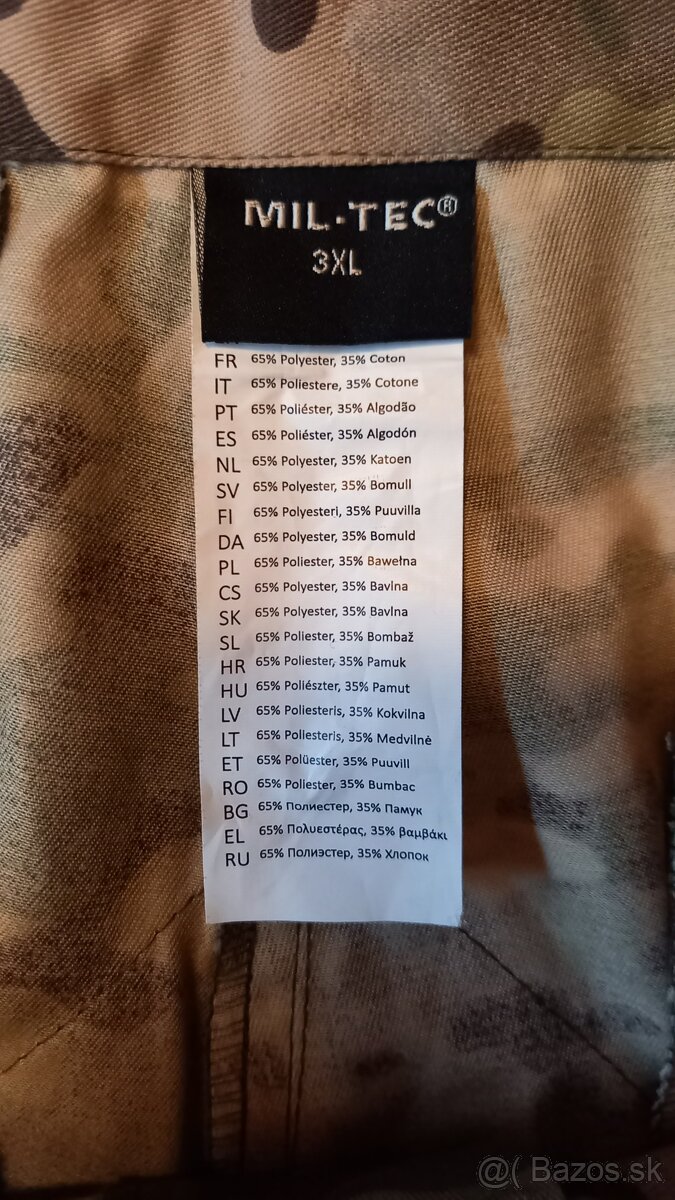 MIL-TEC®
3XL
FR 65% Polyester, 35% Coton
IT 65% Poliestere, 35% Cotone
PT 65% Poliéster, 35% Algodão
ES 65% Poliéster, 35% Algodón
NL 65% Polyester, 35% Katoen
SV 65% Polyester, 35% Bomull
FI 65% Polyesteri, 35% Puuvilla
DA 65% Polyester, 35% Bomuld
PL 65% Poliester, 35% Bawełna
CS 65% Polyester, 35% Bavlna
SK 65% Polyester, 35% Bavlna
SL 65% Poliester, 35% Bombaž
HR 65% Poliester, 35% Pamuk
HU 65% Poliészter, 35% Pamut
LV 65% Poliesteris, 35% Kokvilna
LT 65% Poliesteris, 35% Medvilnė
ET 65% Polüester, 35% Puuvill
RO 65% Poliester, 35% Bumbac
BG 65% Полиестер, 35% Памук
EL 65% Πολυεστέρας, 35% βαμβάκι
RU 65% Полиэстер, 35% Хлопок
@( Bazos.sk